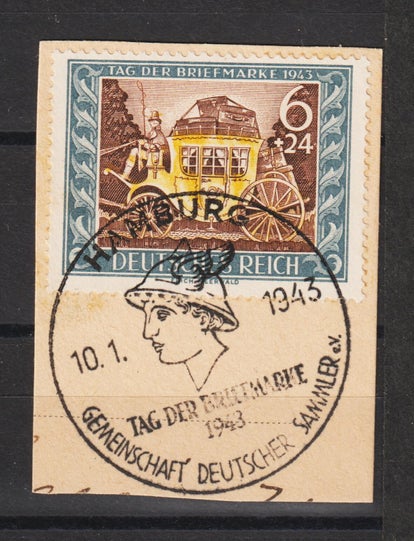 TAG DER BRIEFMARKE 1943
6
+24
DEUTSCHES REICH
HAMBURG
10.1. 1943
TAG DER BRIEFMARKE
1943
GEMEINSCHAFT DEUTSCHER SAMMLER e.V.